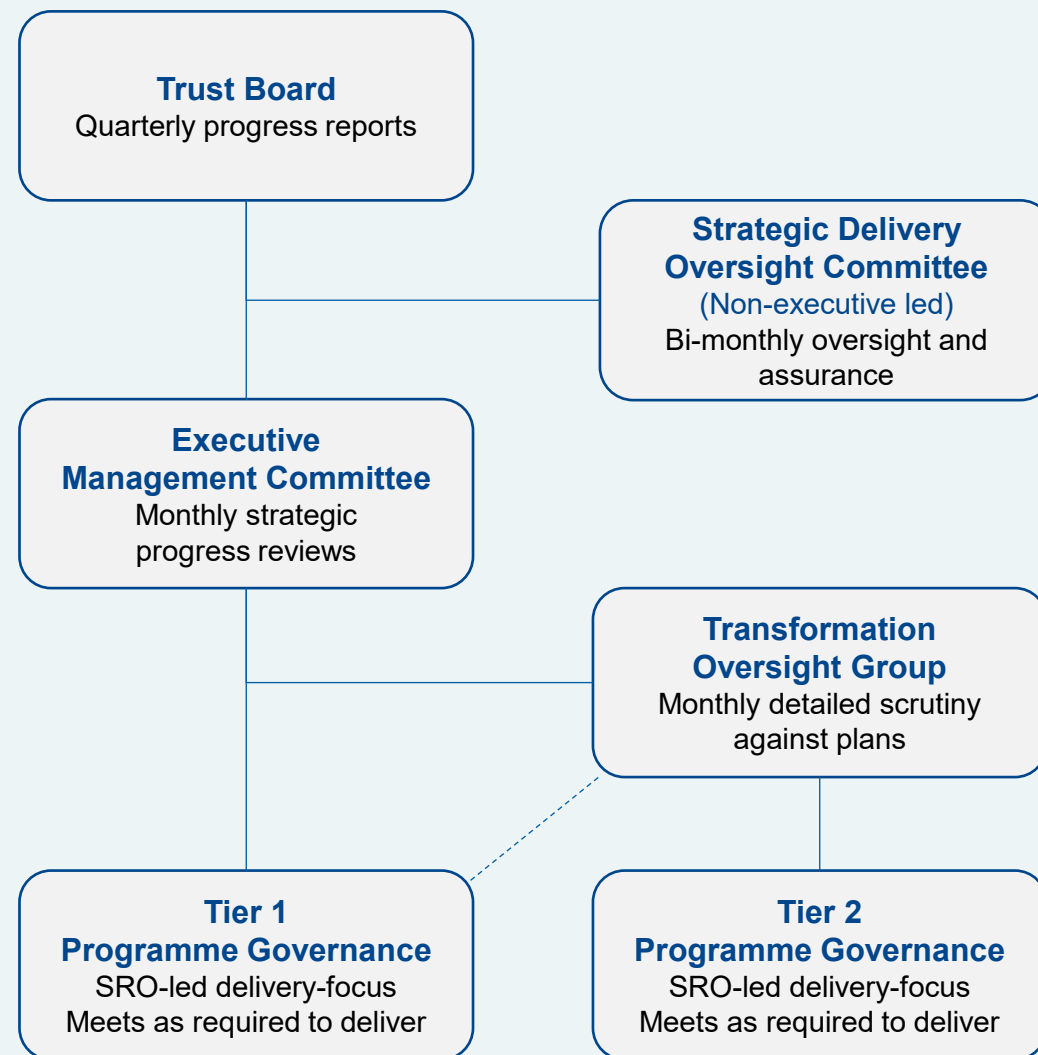 Trust Board
Quarterly progress reports
Strategic Delivery
Oversight Committee
(Non-executive led)
Bi-monthly oversight and
assurance
Executive
Management Committee
Monthly strategic
progress reviews
Transformation
Oversight Group
Monthly detailed scrutiny
against plans
Tier 1
Programme Governance
SRO-led delivery-focus
Meets as required to deliver
Tier 2
Programme Governance
SRO-led delivery-focus
Meets as required to deliver